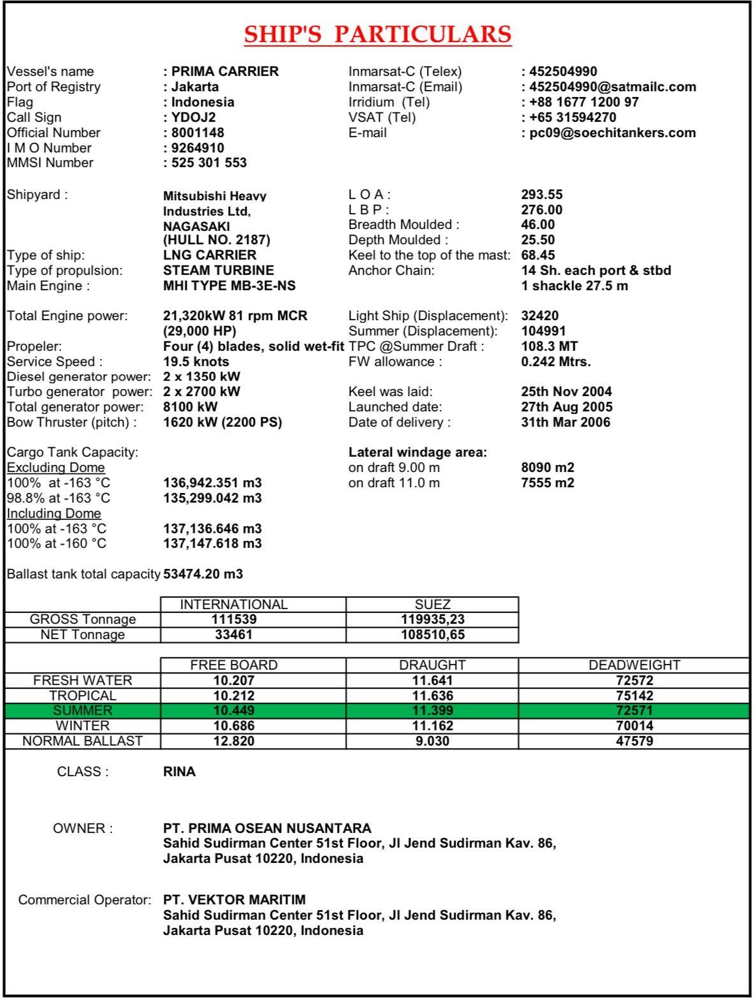 SHIP'S PARTICULARS
Vessel's name : PRIMA CARRIER Inmarsat-C (Telex) : 452504990
Port of Registry : Jakarta Inmarsat-C (Email) : 452504990@satmailc.com
Flag : Indonesia Irridium (Tel) : +88 1677 1200 97
Call Sign : YDOJ2 VSAT (Tel) : +65 31594270
Official Number : 8001148 E-mail : pc09@soechitankers.com
I M O Number : 9264910
MMSI Number : 525 301 553
Shipyard : Mitsubishi Heavy L O A : 293.55
Industries Ltd, L B P : 276.00
NAGASAKI Breadth Moulded : 46.00
(HULL NO. 2187) Depth Moulded : 25.50
Type of ship: LNG CARRIER Keel to the top of the mast: 68.45
Type of propulsion: STEAM TURBINE Anchor Chain: 14 Sh. each port & stbd
Main Engine : MHI TYPE MB-3E-NS 1 shackle 27.5 m
Total Engine power: 21,320kW 81 rpm MCR Light Ship (Displacement): 32420
(29,000 HP) Summer (Displacement): 104991
Propeler: Four (4) blades, solid wet-fit TPC @Summer Draft : 108.3 MT
Service Speed : 19.5 knots FW allowance : 0.242 Mtrs.
Diesel generator power: 2 x 1350 kW
Turbo generator power: 2 x 2700 kW Keel was laid: 25th Nov 2004
Total generator power: 8100 kW Launched date: 27th Aug 2005
Bow Thruster (pitch) : 1620 kW (2200 PS) Date of delivery : 31th Mar 2006
Cargo Tank Capacity: Lateral windage area:
Excluding Dome on draft 9.00 m 8090 m2
100% at -163 °C 136,942.351 m3 on draft 11.0 m 7555 m2
98.8% at -163 °C 135,299.042 m3
Including Dome
100% at -163 °C 137,136.646 m3
100% at -160 °C 137,147.618 m3
Ballast tank total capacity 53474.20 m3
INTERNATIONAL SUEZ
GROSS Tonnage 111539 119935,23
NET Tonnage 33461 108510,65
FREE BOARD DRAUGHT DEADWEIGHT
FRESH WATER 10.207 11.641 72572
TROPICAL 10.212 11.636 75142
SUMMER 10.449 11.399 72571
WINTER 10.686 11.162 70014
NORMAL BALLAST 12.820 9.030 47579
CLASS : RINA
OWNER : PT. PRIMA OSEAN NUSANTARA
Sahid Sudirman Center 51st Floor, Jl Jend Sudirman Kav. 86,
Jakarta Pusat 10220, Indonesia
Commercial Operator: PT. VEKTOR MARITIM
Sahid Sudirman Center 51st Floor, Jl Jend Sudirman Kav. 86,
Jakarta Pusat 10220, Indonesia